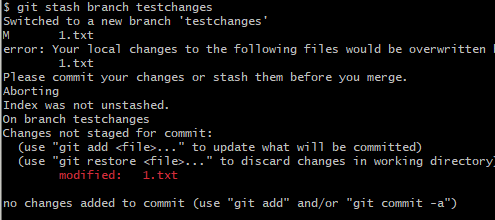 $ git stash branch testchanges
Switched to a new branch 'testchanges'
M       1.txt
error: Your local changes to the following files would be overwritten
        1.txt
Please commit your changes or stash them before you merge.
Aborting
Index was not unstashed.
On branch testchanges
Changes not staged for commit:
  (use "git add <file>..." to update what will be committed)
  (use "git restore <file>..." to discard changes in working directory)
        modified:   1.txt

no changes added to commit (use "git add" and/or "git commit -a")